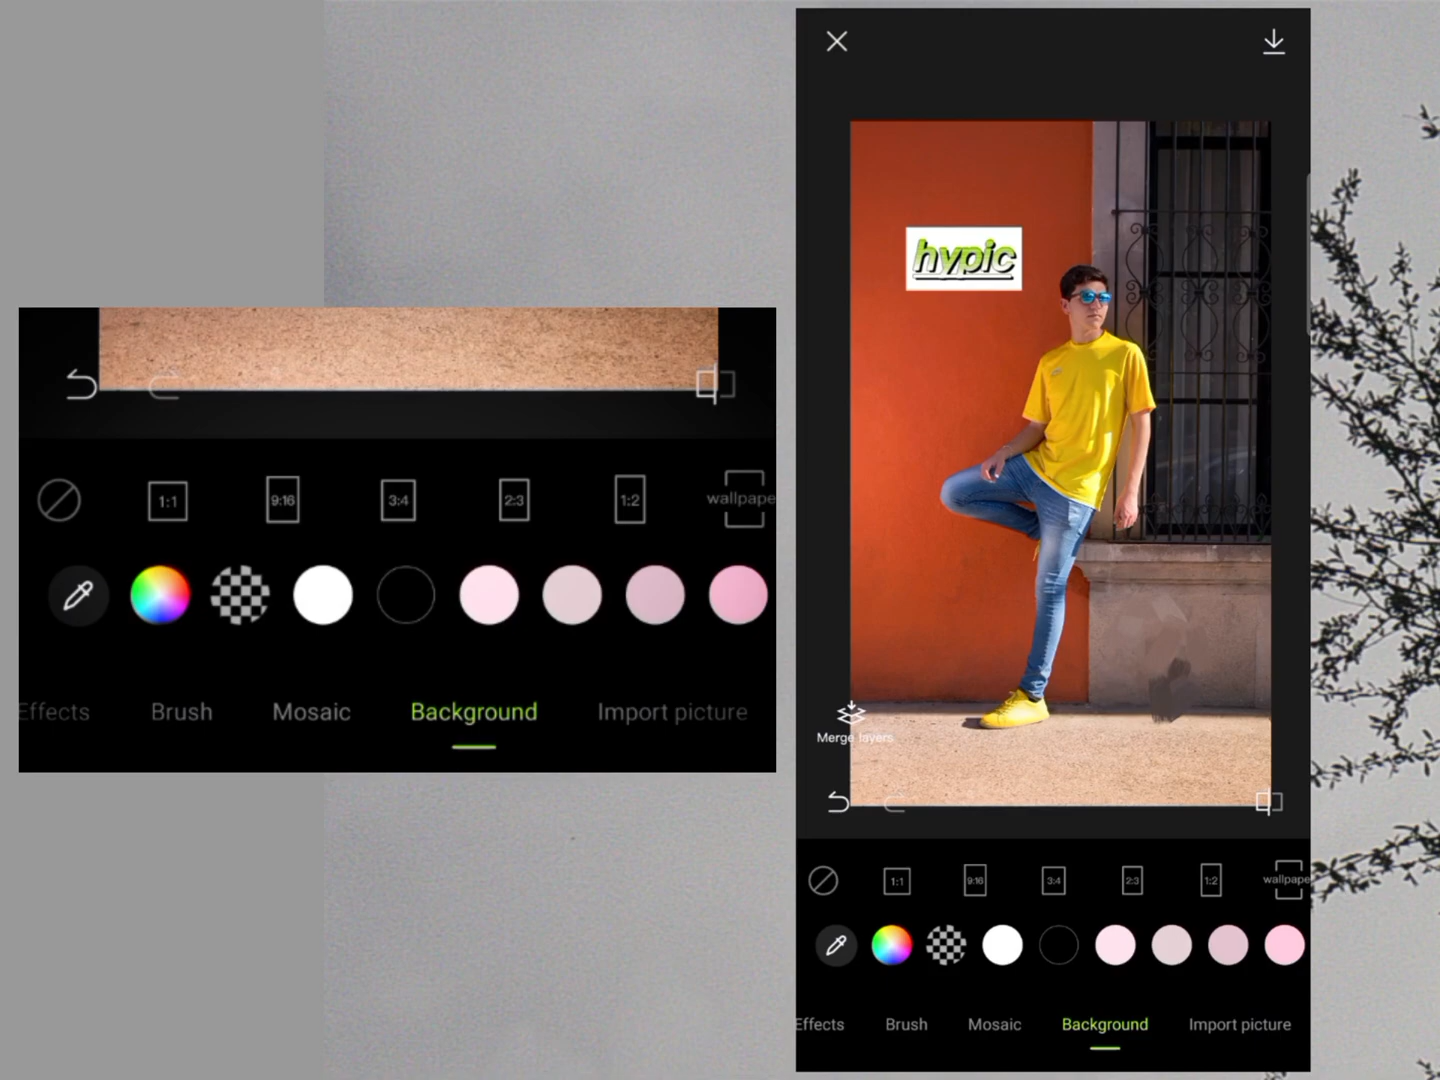 1:1
9:16
3:4
2:3
1:2
wallpape
Effects
Brush
Mosaic
Background
Import picture
hypic
Merge layers
1:1
9:16
3:4
2:3
1:2
wallpape
Effects
Brush
Mosaic
Background
Import picture